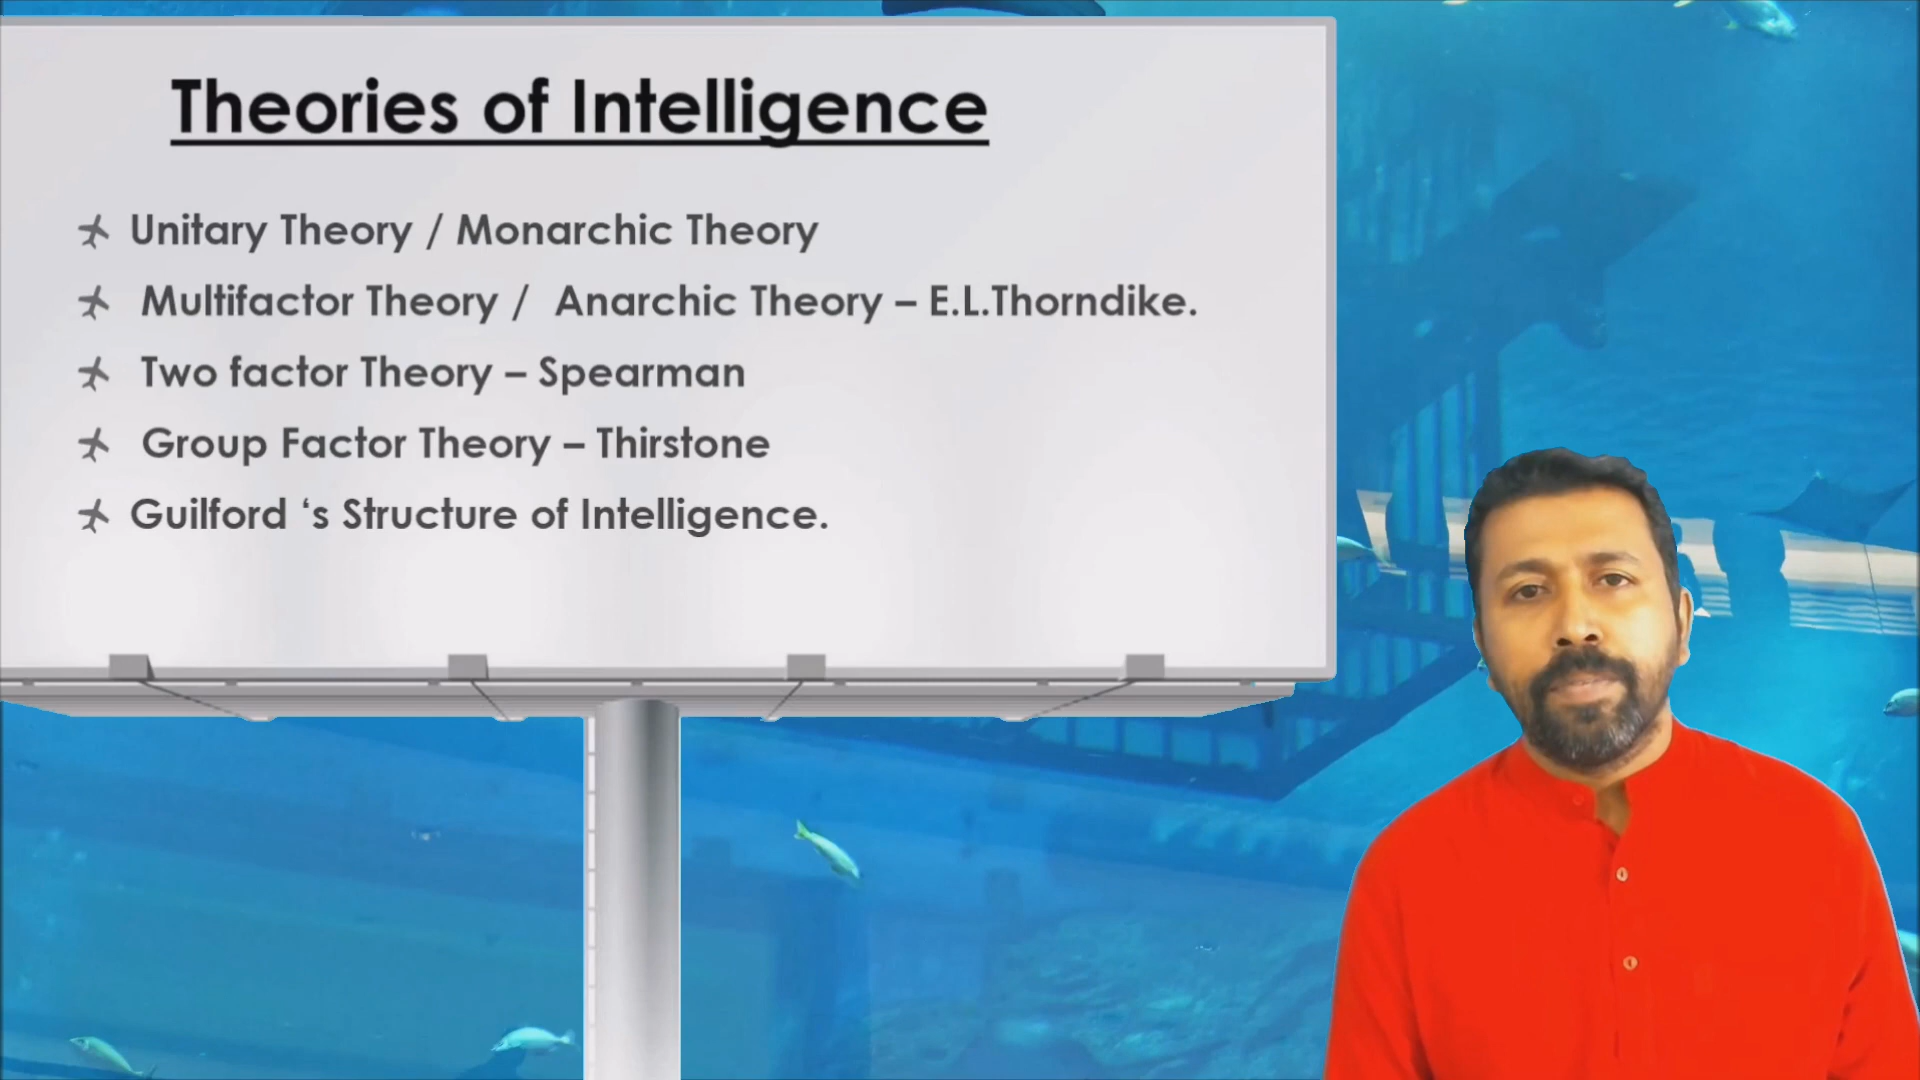 Theories of Intelligence
Unitary Theory / Monarchic Theory
Multifactor Theory / Anarchic Theory – E.L.Thorndike.
Two factor Theory – Spearman
Group Factor Theory – Thirstone
Guilford ‘s Structure of Intelligence.